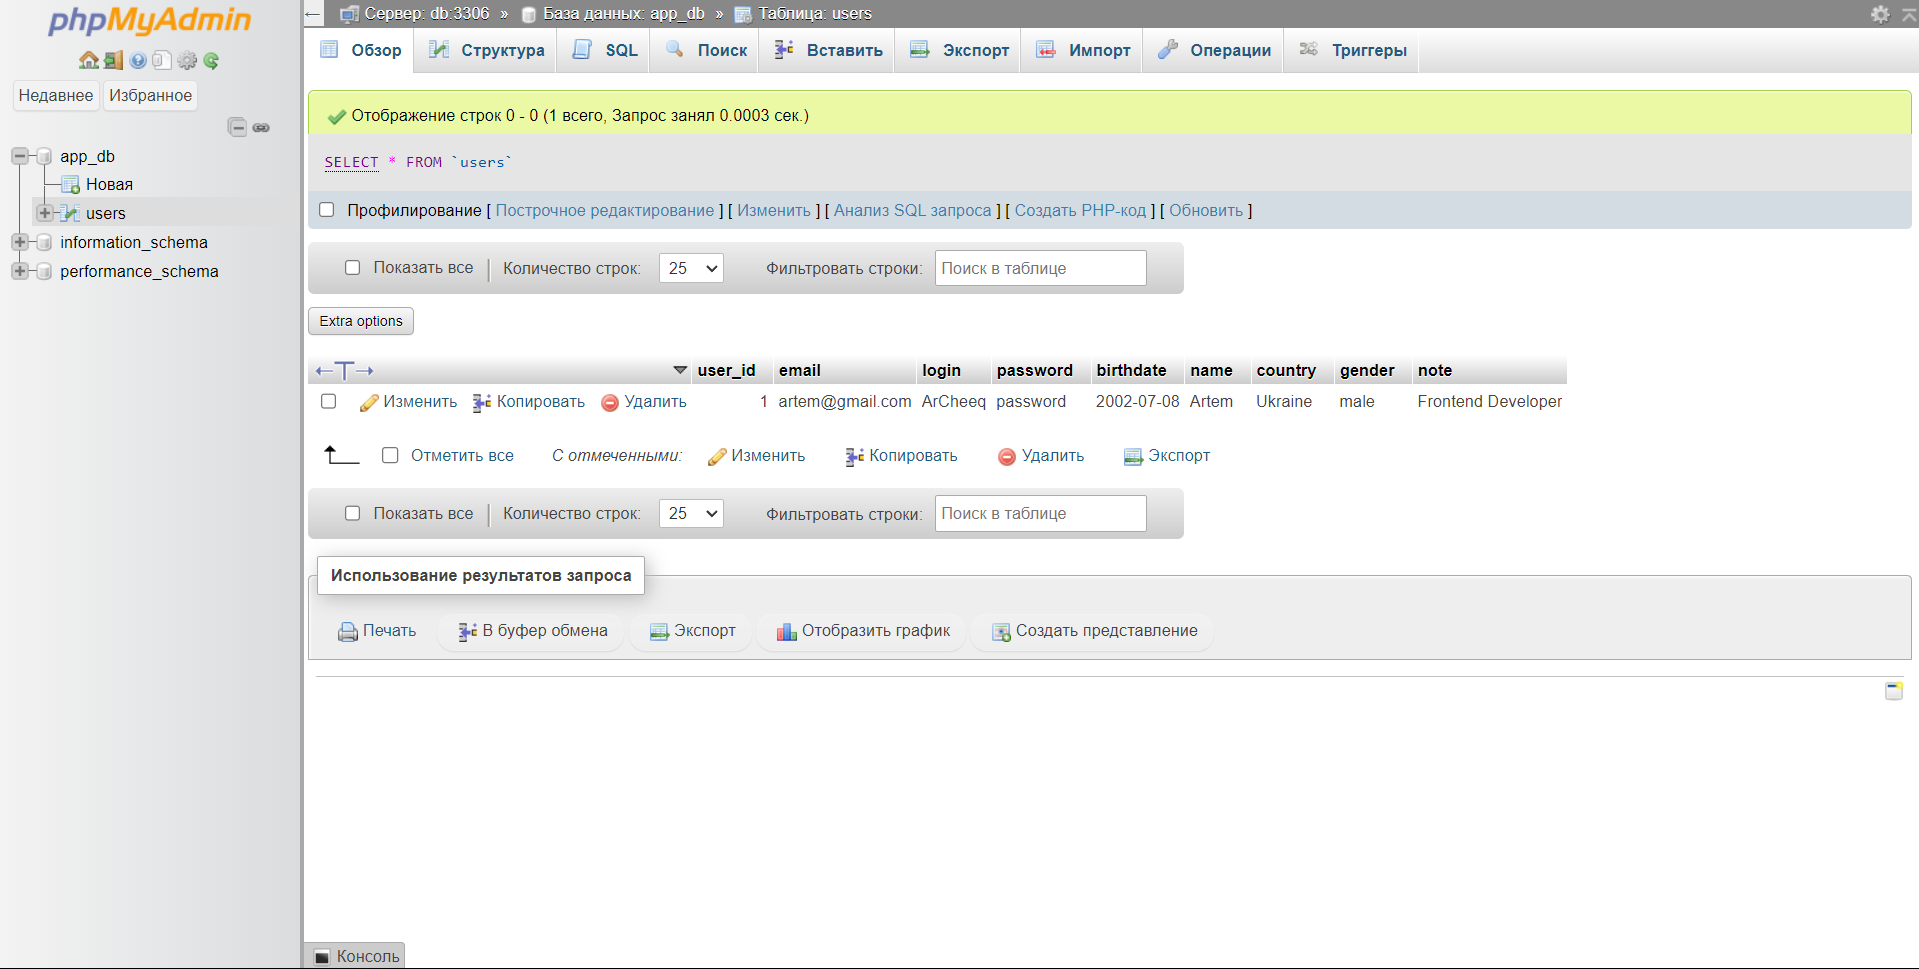 phpMyAdmin
Недавнее Избранное
app_db
Новая
users
information_schema
performance_schema
← Сервер: db:3306 » База данных: app_db » Таблица: users
Обзор Структура SQL Поиск Вставить Экспорт Импорт Операции Триггеры
Отображение строк 0 - 0 (1 всего, Запрос занял 0.0003 сек.)
SELECT * FROM `users`
Профилирование [ Построчное редактирование ] [ Изменить ] [ Анализ SQL запроса ] [ Создать PHP-код ] [ Обновить ]
Показать все | Количество строк: 25 Фильтровать строки: Поиск в таблице
Extra options
←T→ user_id email login password birthdate name country gender note
Изменить Копировать Удалить 1 artem@gmail.com ArCheeq password 2002-07-08 Artem Ukraine male Frontend Developer
Отметить все С отмеченными: Изменить Копировать Удалить Экспорт
Показать все | Количество строк: 25 Фильтровать строки: Поиск в таблице
Использование результатов запроса
Печать В буфер обмена Экспорт Отобразить график Создать представление
Консоль